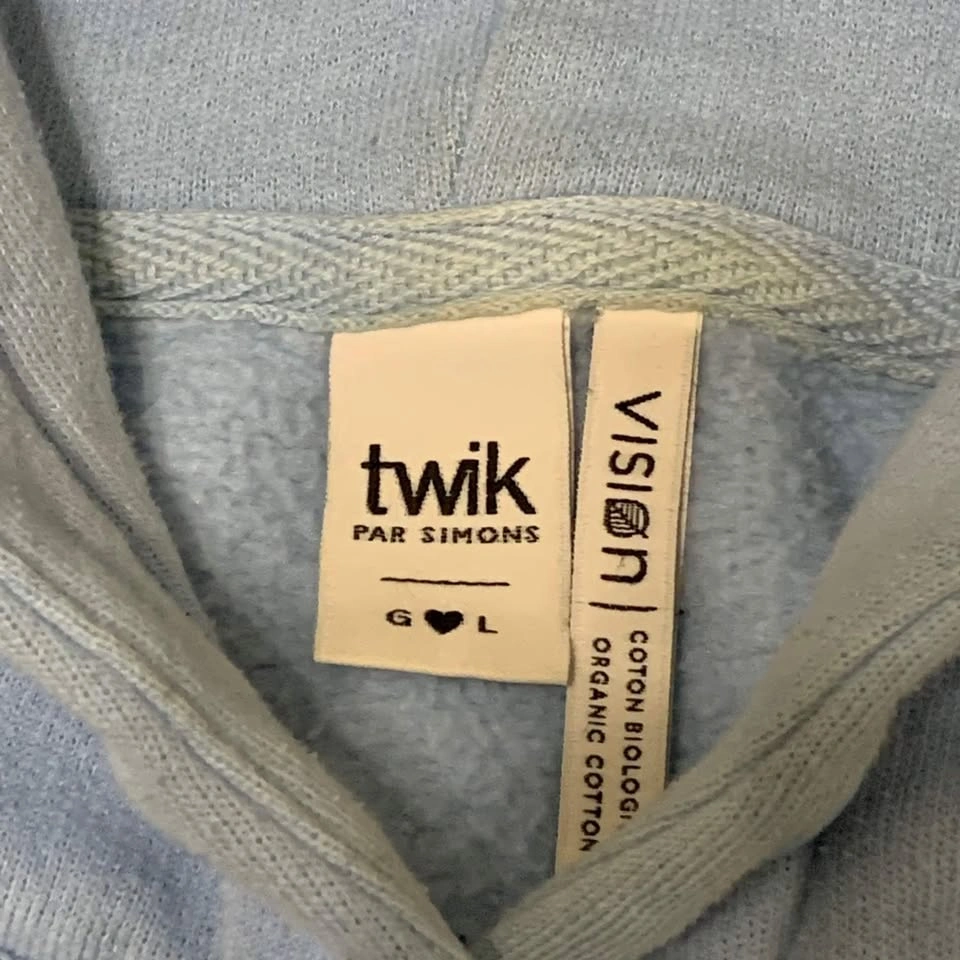 twik
PAR SIMONS
G ♥ L
VISION |
COTON BIOLOGI
ORGANIC COTTON